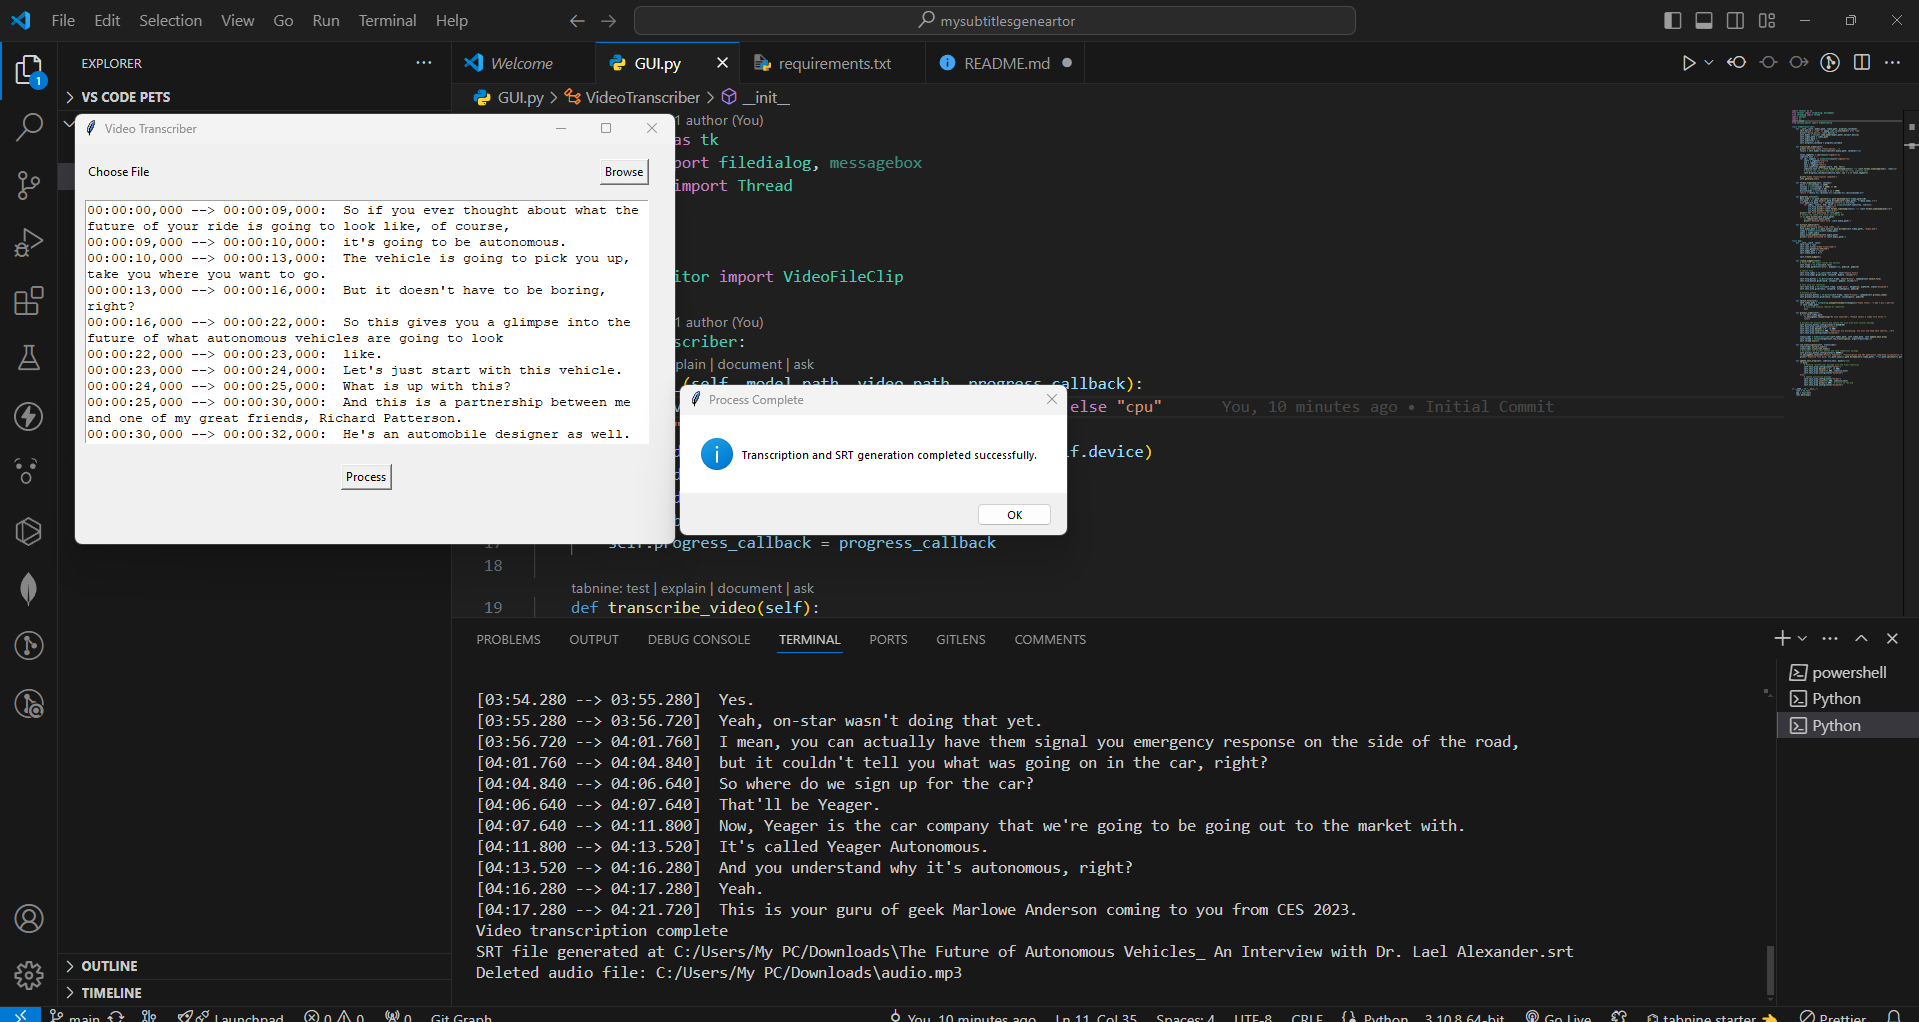 File Edit Selection View Go Run Terminal Help
mysubtitlesgeneartor
EXPLORER
VS CODE PETS
Welcome
GUI.py
requirements.txt
README.md
GUI.py > VideoTranscriber > __init__
1 author (You)
as tk
port filedialog, messagebox
import Thread
itor import VideoFileClip
1 author (You)
scriber:
plain | document | ask
(self, model_path, video_path, progress_callback):
else "cpu" You, 10 minutes ago • Initial Commit
f.device)
self.progress_callback = progress_callback
18
tabnine: test | explain | document | ask
19 def transcribe_video(self):
Video Transcriber
Choose File
Browse
00:00:00,000 --> 00:00:09,000: So if you ever thought about what the
future of your ride is going to look like, of course,
00:00:09,000 --> 00:00:10,000: it's going to be autonomous.
00:00:10,000 --> 00:00:13,000: The vehicle is going to pick you up,
take you where you want to go.
00:00:13,000 --> 00:00:16,000: But it doesn't have to be boring,
right?
00:00:16,000 --> 00:00:22,000: So this gives you a glimpse into the
future of what autonomous vehicles are going to look
00:00:22,000 --> 00:00:23,000: like.
00:00:23,000 --> 00:00:24,000: Let's just start with this vehicle.
00:00:24,000 --> 00:00:25,000: What is up with this?
00:00:25,000 --> 00:00:30,000: And this is a partnership between me
and one of my great friends, Richard Patterson.
00:00:30,000 --> 00:00:32,000: He's an automobile designer as well.
Process
Process Complete
Transcription and SRT generation completed successfully.
OK
PROBLEMS OUTPUT DEBUG CONSOLE TERMINAL PORTS GITLENS COMMENTS
powershell
Python
Python
[03:54.280 --> 03:55.280] Yes.
[03:55.280 --> 03:56.720] Yeah, on-star wasn't doing that yet.
[03:56.720 --> 04:01.760] I mean, you can actually have them signal you emergency response on the side of the road,
[04:01.760 --> 04:04.840] but it couldn't tell you what was going on in the car, right?
[04:04.840 --> 04:06.640] So where do we sign up for the car?
[04:06.640 --> 04:07.640] That'll be Yeager.
[04:07.640 --> 04:11.800] Now, Yeager is the car company that we're going to be going out to the market with.
[04:11.800 --> 04:13.520] It's called Yeager Autonomous.
[04:13.520 --> 04:16.280] And you understand why it's autonomous, right?
[04:16.280 --> 04:17.280] Yeah.
[04:17.280 --> 04:21.720] This is your guru of geek Marlowe Anderson coming to you from CES 2023.
Video transcription complete
SRT file generated at C:/Users/My PC/Downloads\The Future of Autonomous Vehicles_ An Interview with Dr. Lael Alexander.srt
Deleted audio file: C:/Users/My PC/Downloads\audio.mp3
OUTLINE
TIMELINE
main Launchpad 0 0 0 Git Graph You, 10 minutes ago Ln 11, Col 35 Spaces: 4 UTF-8 CRLF Python 3.10.8 64-bit Go Live tabnine starter Prettier